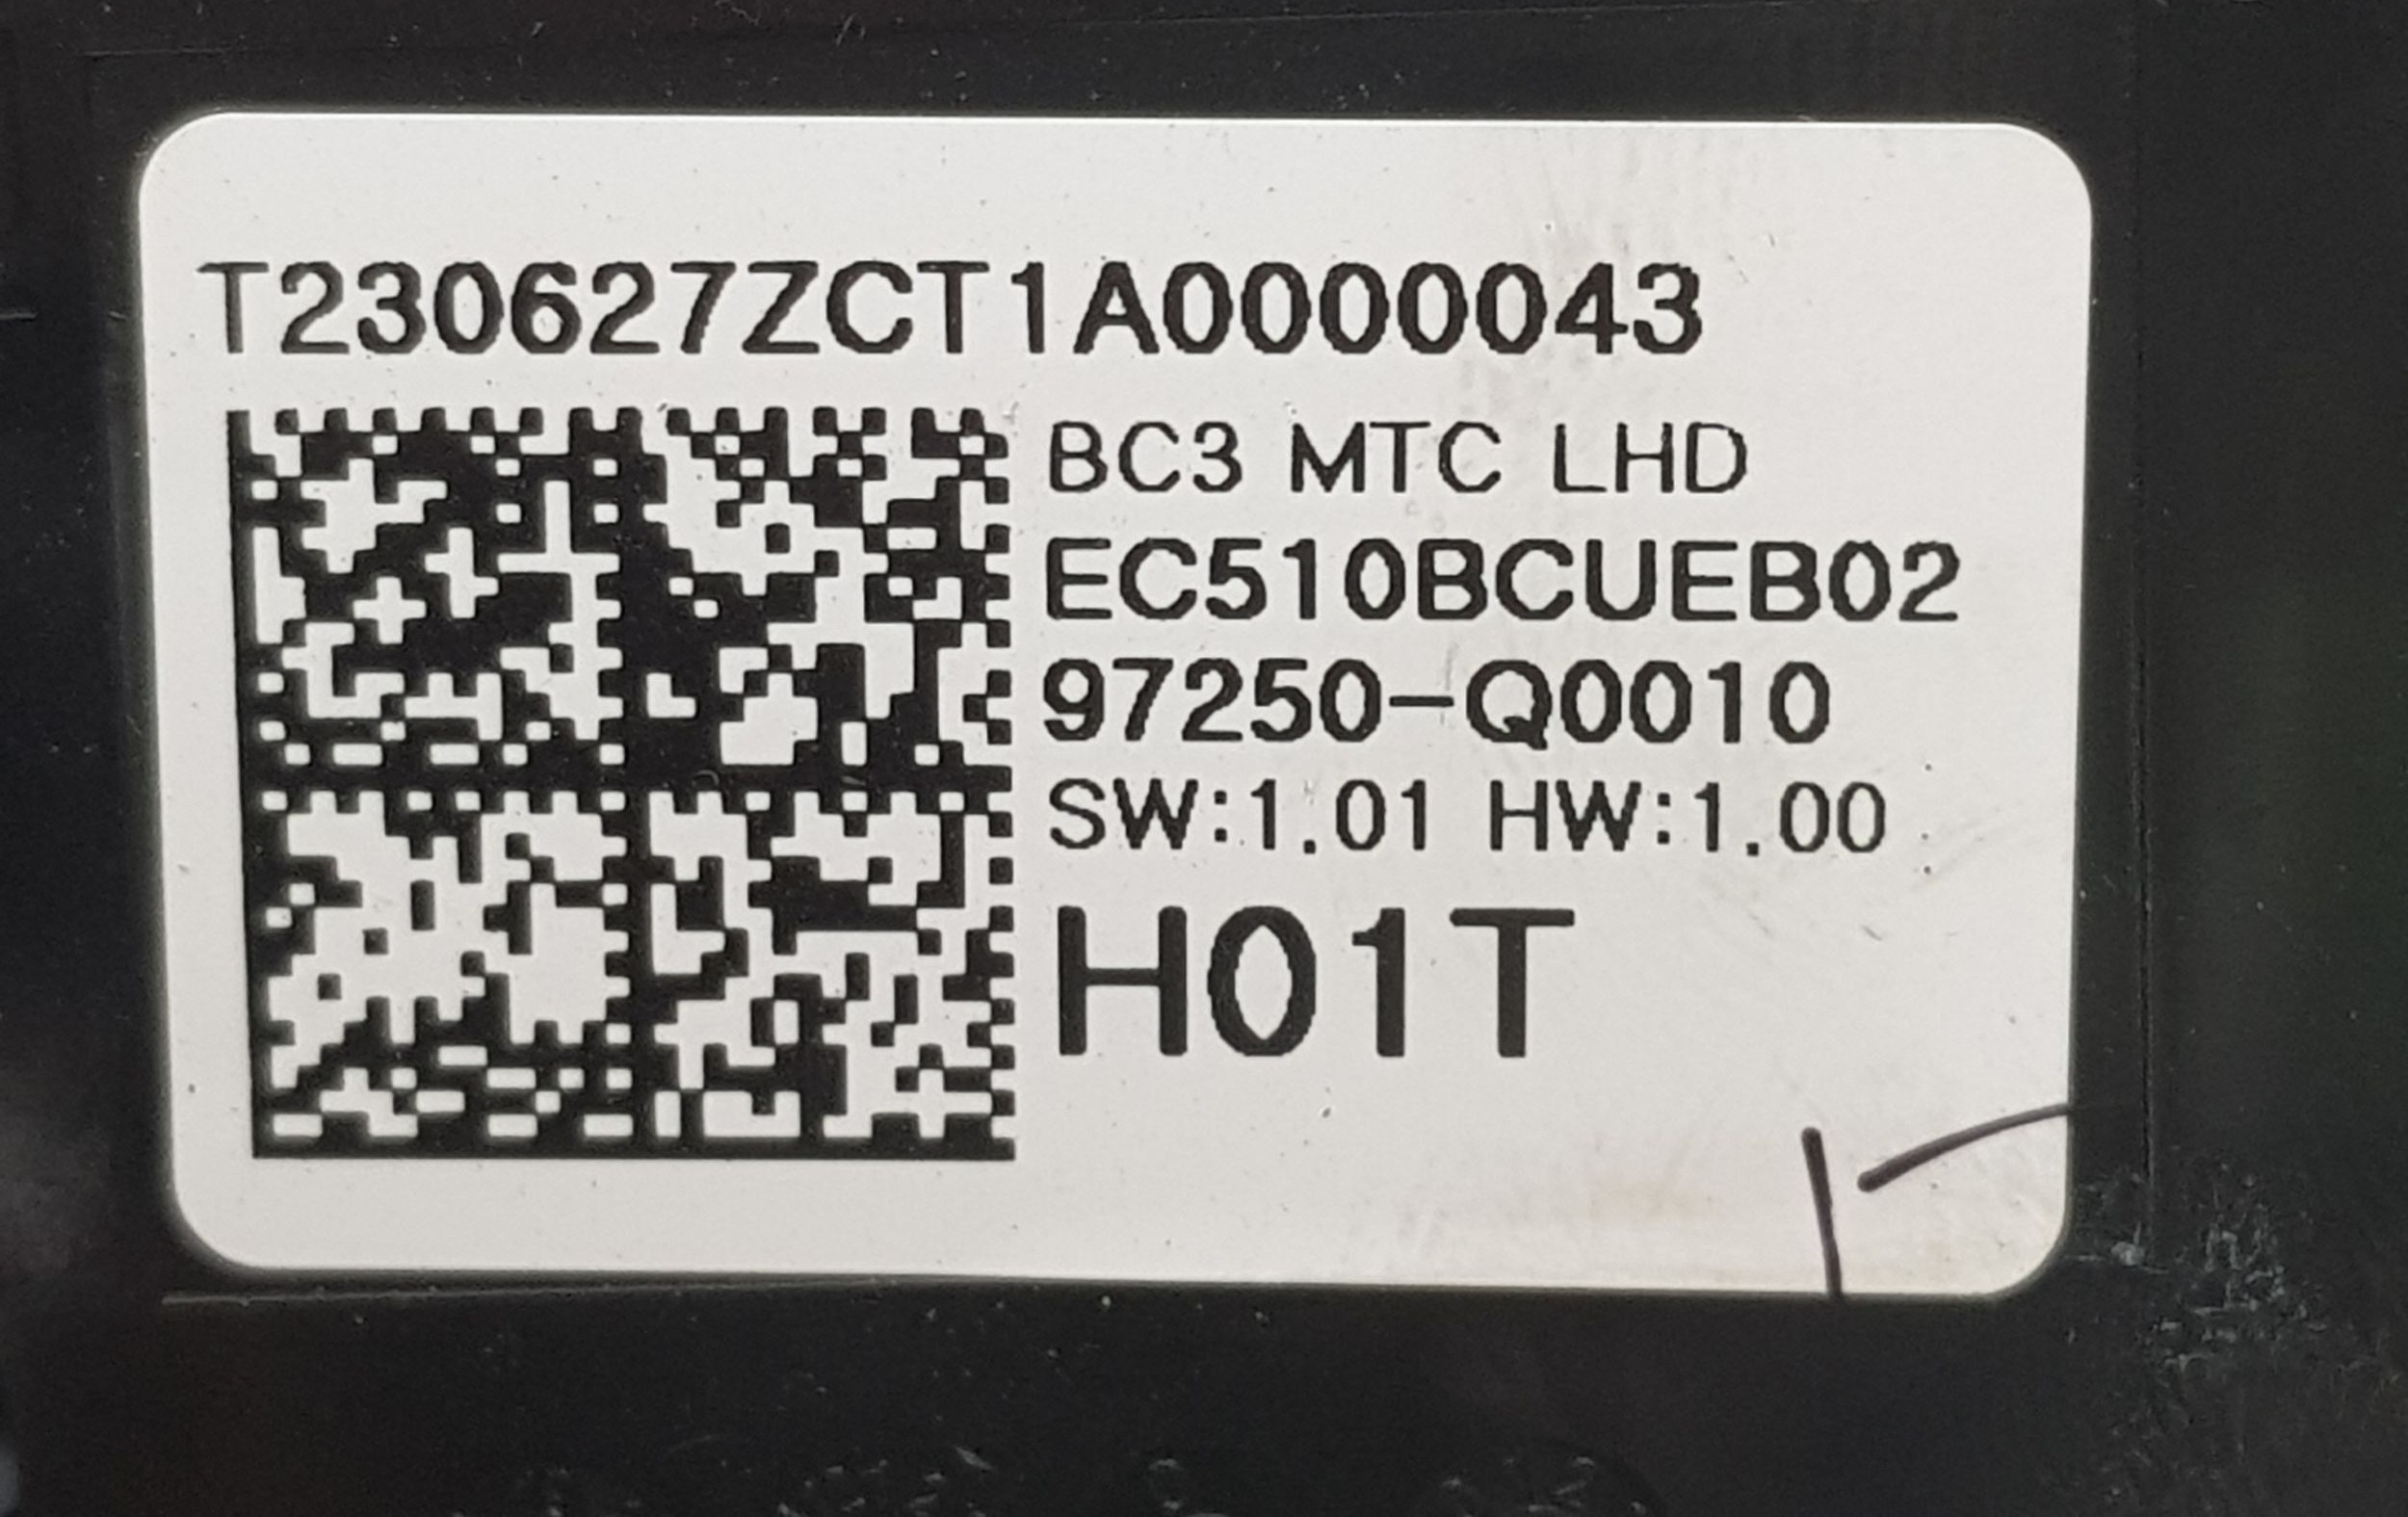 T230627ZCT1A0000043
BC3 MTC LHD
EC510BCUEB02
97250-Q0010
SW:1.01 HW:1.00
H01T